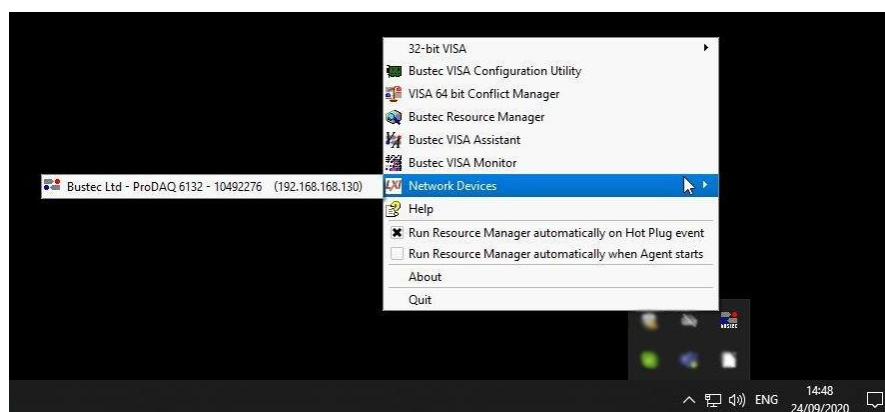 32-bit VISA
Bustec VISA Configuration Utility
VISA 64 bit Conflict Manager
Bustec Resource Manager
Bustec VISA Assistant
Bustec VISA Monitor
Bustec Ltd - ProDAQ 6132 - 10492276 (192.168.168.130)
LXI Network Devices
Help
Run Resource Manager automatically on Hot Plug event
Run Resource Manager automatically when Agent starts
About
Quit
BUSTEC
ENG
14:48
24/09/2020